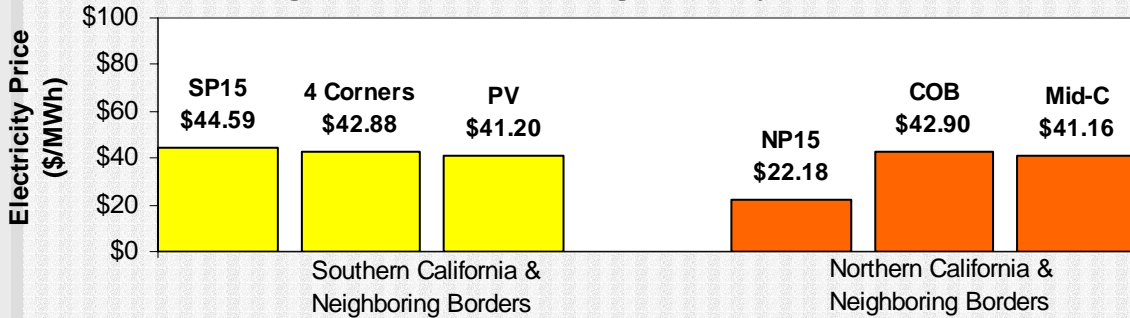 Electricity Price
($/MWh)
$100
$80
$60
$40
$20
$0
SP15
$44.59
4 Corners
$42.88
PV
$41.20
NP15
$22.18
COB
$42.90
Mid-C
$41.16
Southern California &
Neighboring Borders
Northern California &
Neighboring Borders